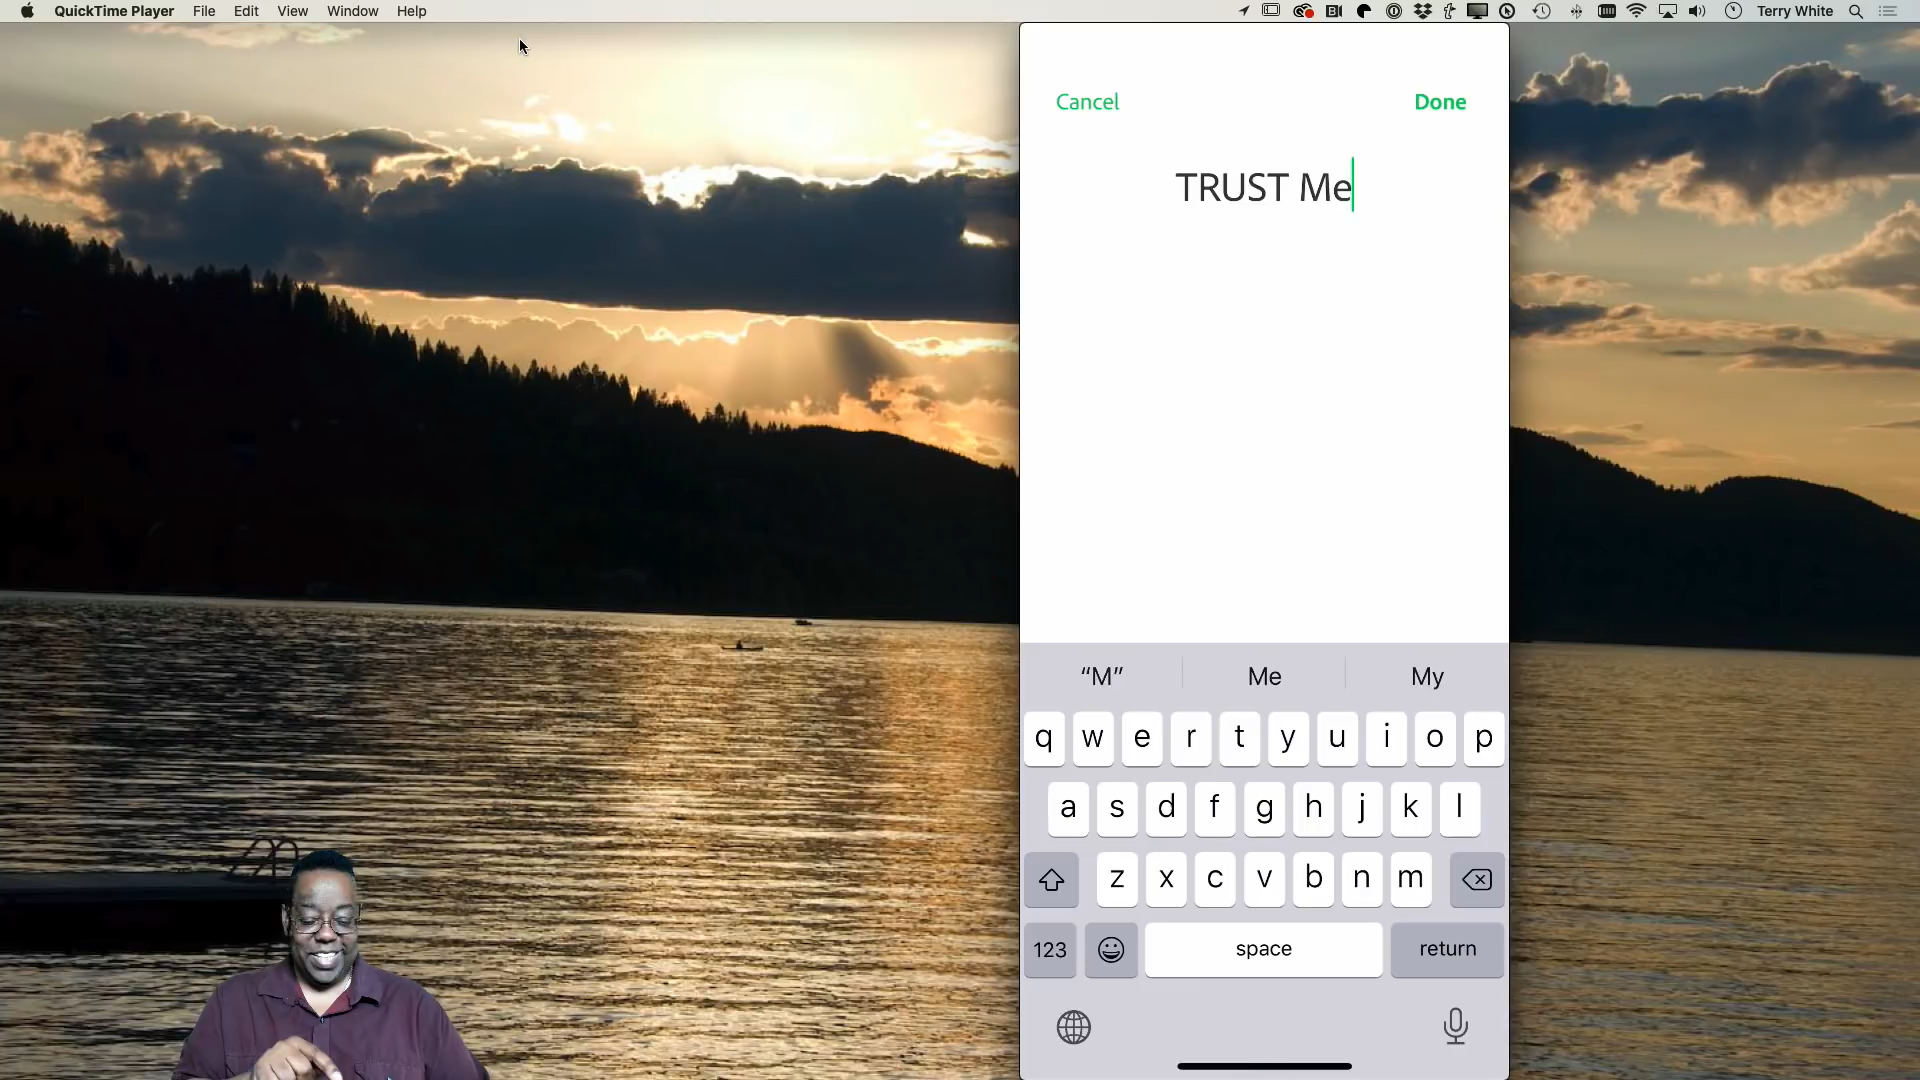 QuickTime Player File Edit View Window Help Terry White
Cancel Done
TRUST Me
“M” Me My
q w e r t y u i o p
a s d f g h j k l
z x c v b n m
123 space return